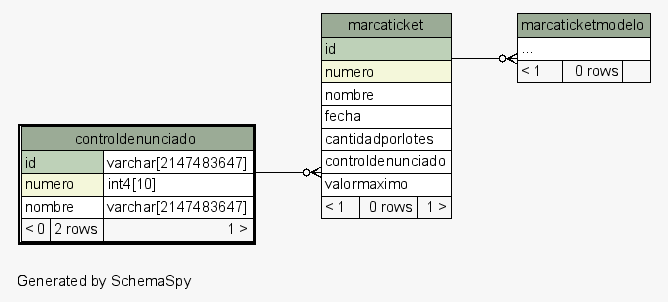 marcaticket
id
numero
nombre
fecha
cantidadporlotes
controldenunciado
valormaximo
< 1 0 rows 1 >
marcaticketmodelo
...
< 1 0 rows
controldenunciado
id varchar[2147483647]
numero int4[10]
nombre varchar[2147483647]
< 0 2 rows 1 >
Generated by SchemaSpy